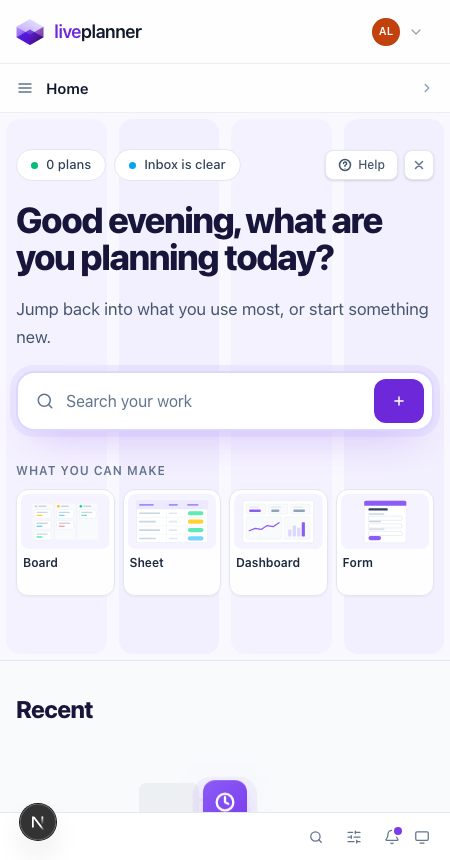 liveplanner
AL
Home
0 plans
Inbox is clear
Help
Good evening, what are
you planning today?
Jump back into what you use most, or start something
new.
Search your work
WHAT YOU CAN MAKE
Board
Sheet
Dashboard
Form
Recent
N